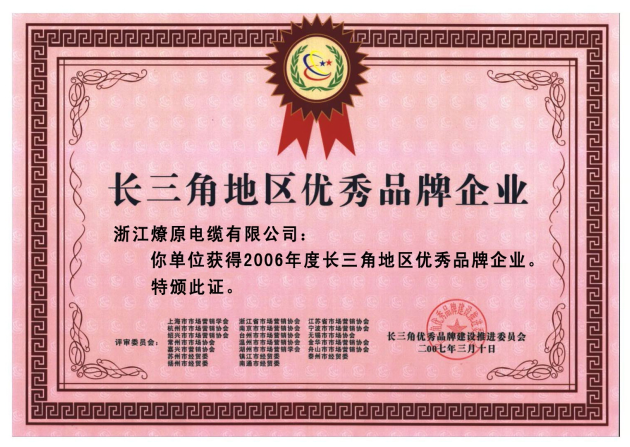 长三角地区优秀品牌企业
浙江燎原电缆有限公司：
你单位获得2006年度长三角地区优秀品牌企业。
特颁此证。
评审委员会：
上海市市场营销学会 浙江省市场营销协会 江苏省市场营销协会
杭州市市场营销协会 南京市市场营销协会 宁波市市场营销协会
绍兴市市场营销协会 台州市市场营销协会 无锡市市场协会
常州市市场协会 温州市市场营销协会 金华市市场营销协会
嘉兴市营销协会 湖州市市场营销学会 舟山市市场营销协会
苏州市经贸委 镇江市经贸委 泰州市经贸委
扬州市经贸委 南通市经贸委
长三角优秀品牌建设推进委员会
二〇〇七年三月十日